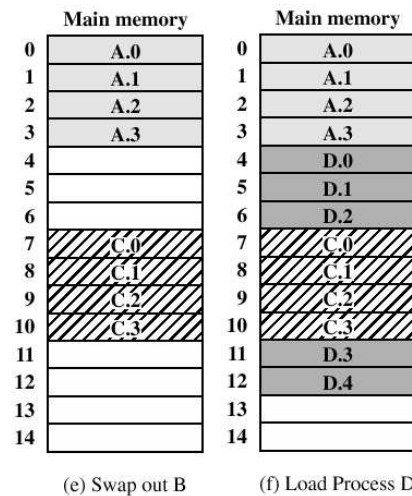 Main memory Main memory
0 A.0 0 A.0
1 A.1 1 A.1
2 A.2 2 A.2
3 A.3 3 A.3
4 4 D.0
5 5 D.1
6 6 D.2
7 C.0 7 C.0
8 C.1 8 C.1
9 C.2 9 C.2
10 C.3 10 C.3
11 11 D.3
12 12 D.4
13 13
14 14
(e) Swap out B (f) Load Process D